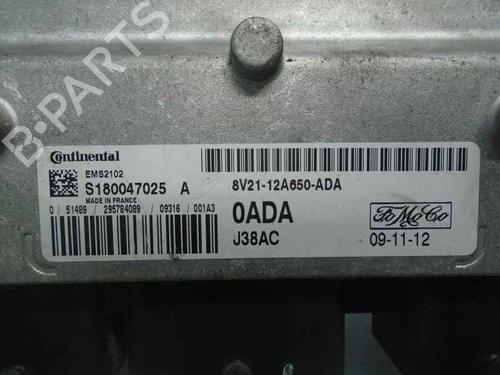 B-PARTS
Continental
EMS2102
S180047025 A
MADE IN FRANCE
0 / 51489 / 295784089 / 09316 / 001A3
8V21-12A650-ADA
0ADA
J38AC
FoMoCo
09-11-12